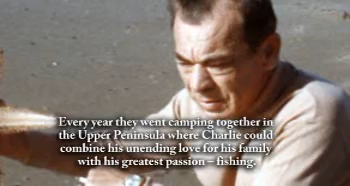 Every year they went camping together in
the Upper Peninsula where Charlie could
combine his unending love for his family
with his greatest passion – fishing.